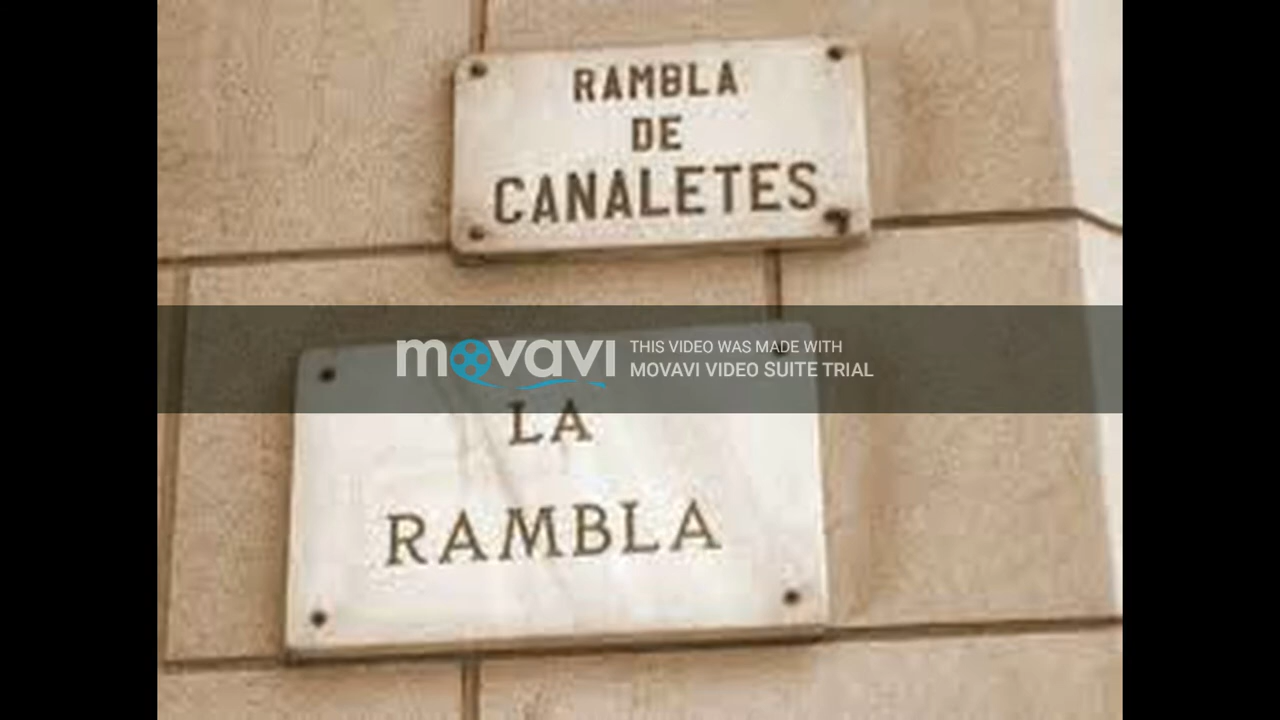 RAMBLA
DE
CANALETES
movavi
THIS VIDEO WAS MADE WITH
MOVAVI VIDEO SUITE TRIAL
LA
RAMBLA